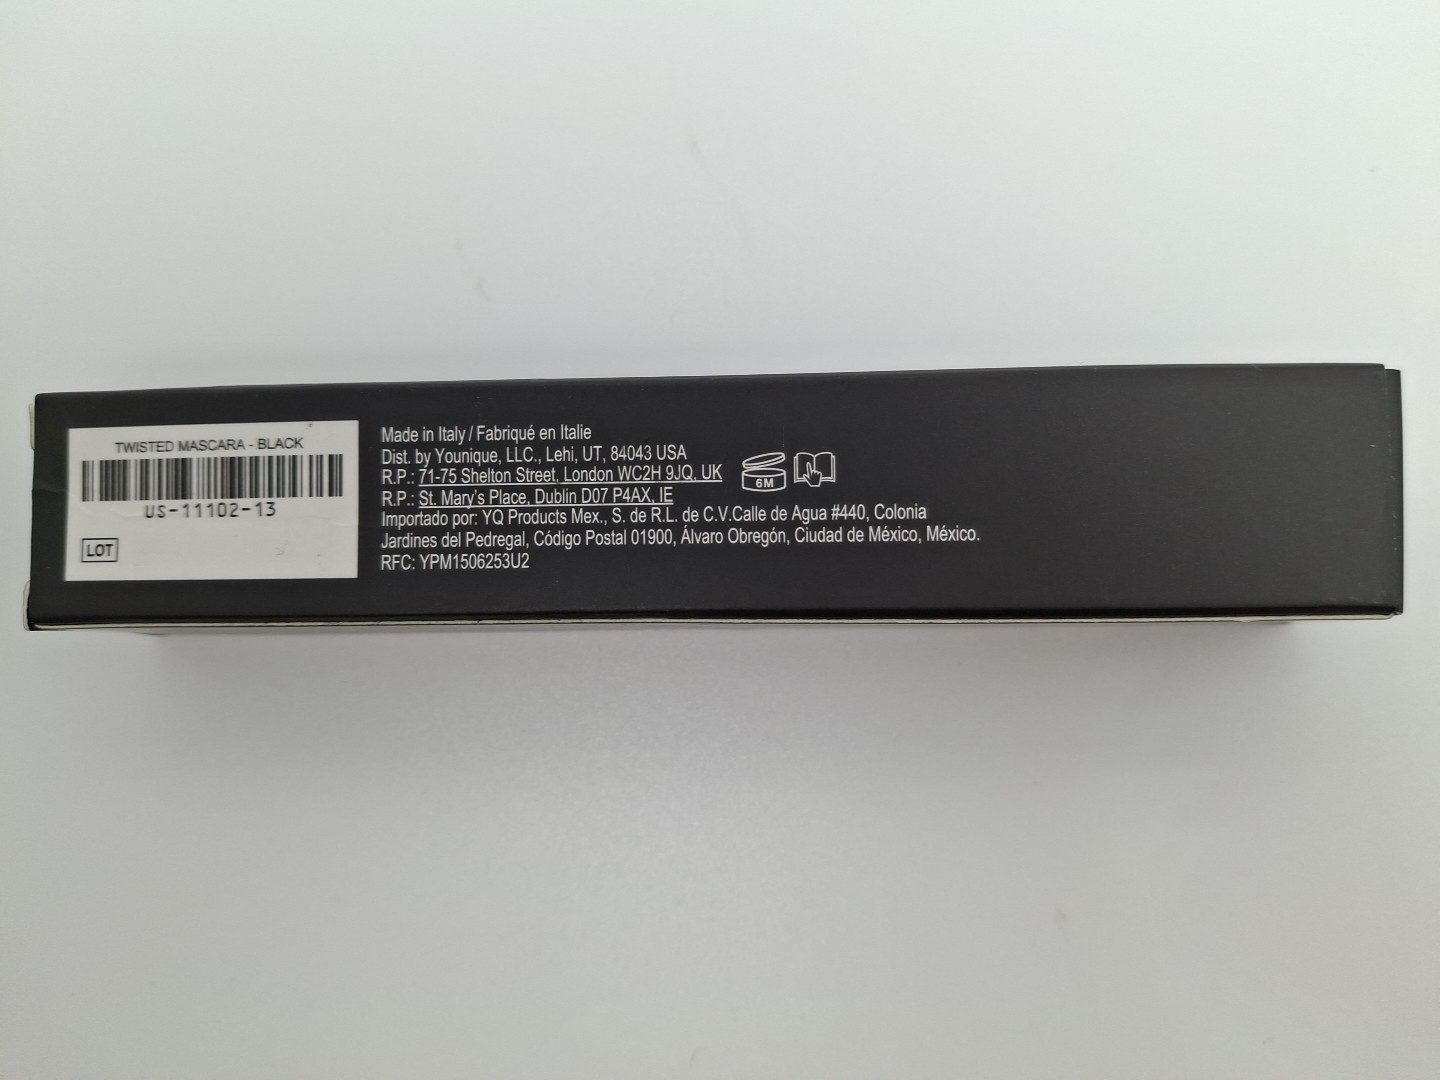 TWISTED MASCARA - BLACK
US-11102-13
LOT
Made in Italy / Fabriqué en Italie
Dist. by Younique, LLC., Lehi, UT, 84043 USA
R.P.: 71-75 Shelton Street, London WC2H 9JQ, UK
R.P.: St. Mary's Place, Dublin D07 P4AX, IE
Importado por: YQ Products Mex., S. de R.L. de C.V.Calle de Agua #440, Colonia
Jardines del Pedregal, Código Postal 01900, Álvaro Obregón, Ciudad de México, México.
RFC: YPM1506253U2
6M